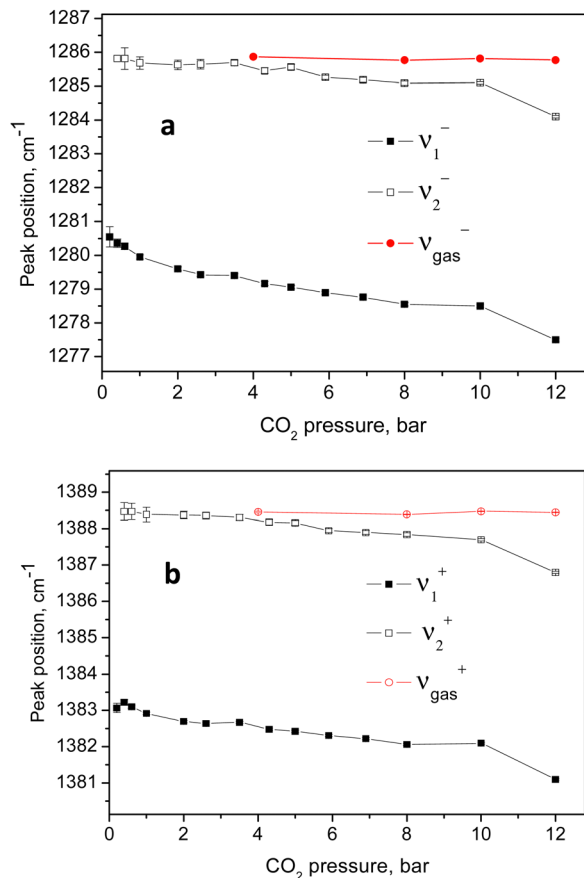 1287
1286
1285
1284
1283
1282
1281
1280
1279
1278
1277
Peak position, cm⁻¹
a
ν₁⁻
ν₂⁻
ν_gas⁻
0 2 4 6 8 10 12
CO₂ pressure, bar
1389
1388
1387
1386
1385
1384
1383
1382
1381
Peak position, cm⁻¹
b
ν₁⁺
ν₂⁺
ν_gas⁺
0 2 4 6 8 10 12
CO₂ pressure, bar